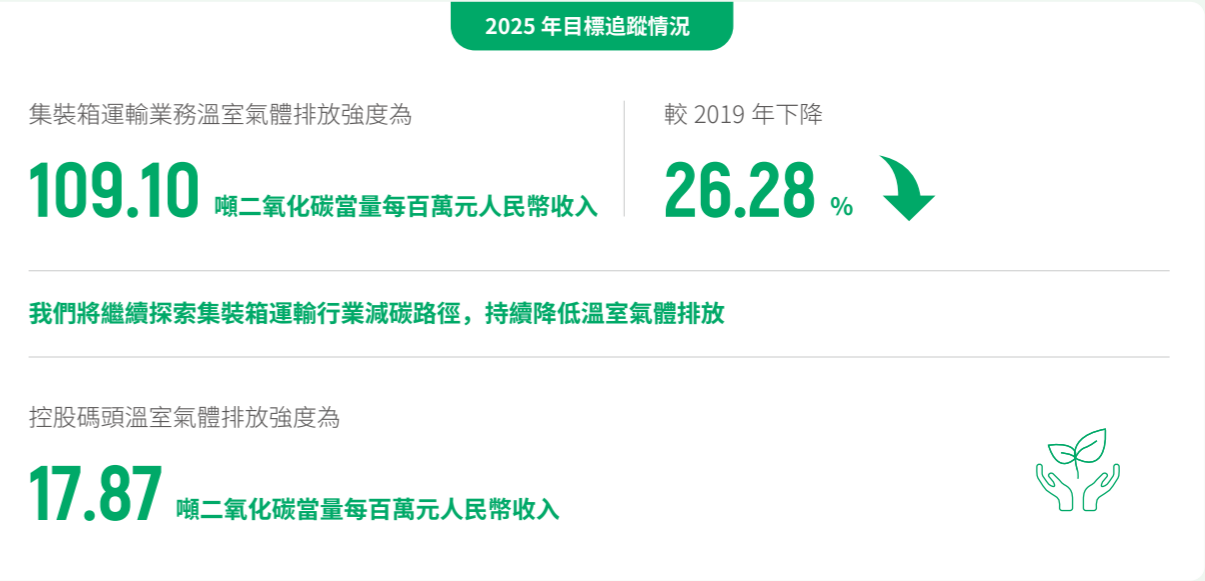 2025 年目標追蹤情況
集裝箱運輸業務溫室氣體排放強度為
109.10 噸二氧化碳當量每百萬元人民幣收入
較 2019 年下降
26.28 %
我們將繼續探索集裝箱運輸行業減碳路徑，持續降低溫室氣體排放
控股碼頭溫室氣體排放強度為
17.87 噸二氧化碳當量每百萬元人民幣收入